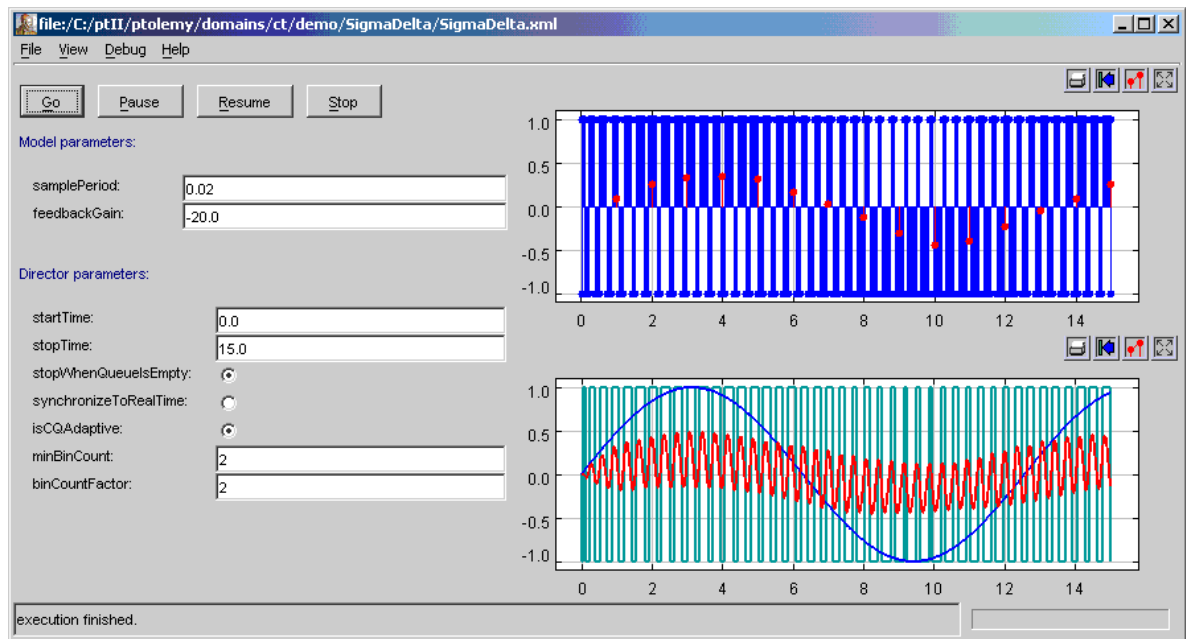 file:/C:/ptII/ptolemy/domains/ct/demo/SigmaDelta/SigmaDelta.xml
File View Debug Help
Go Pause Resume Stop
Model parameters:
samplePeriod: 0.02
feedbackGain: -20.0
Director parameters:
startTime: 0.0
stopTime: 15.0
stopWhenQueueIsEmpty:
synchronizeToRealTime:
isCQAdaptive:
minBinCount: 2
binCountFactor: 2
1.0
0.5
0.0
-0.5
-1.0
0 2 4 6 8 10 12 14
1.0
0.5
0.0
-0.5
-1.0
0 2 4 6 8 10 12 14
execution finished.